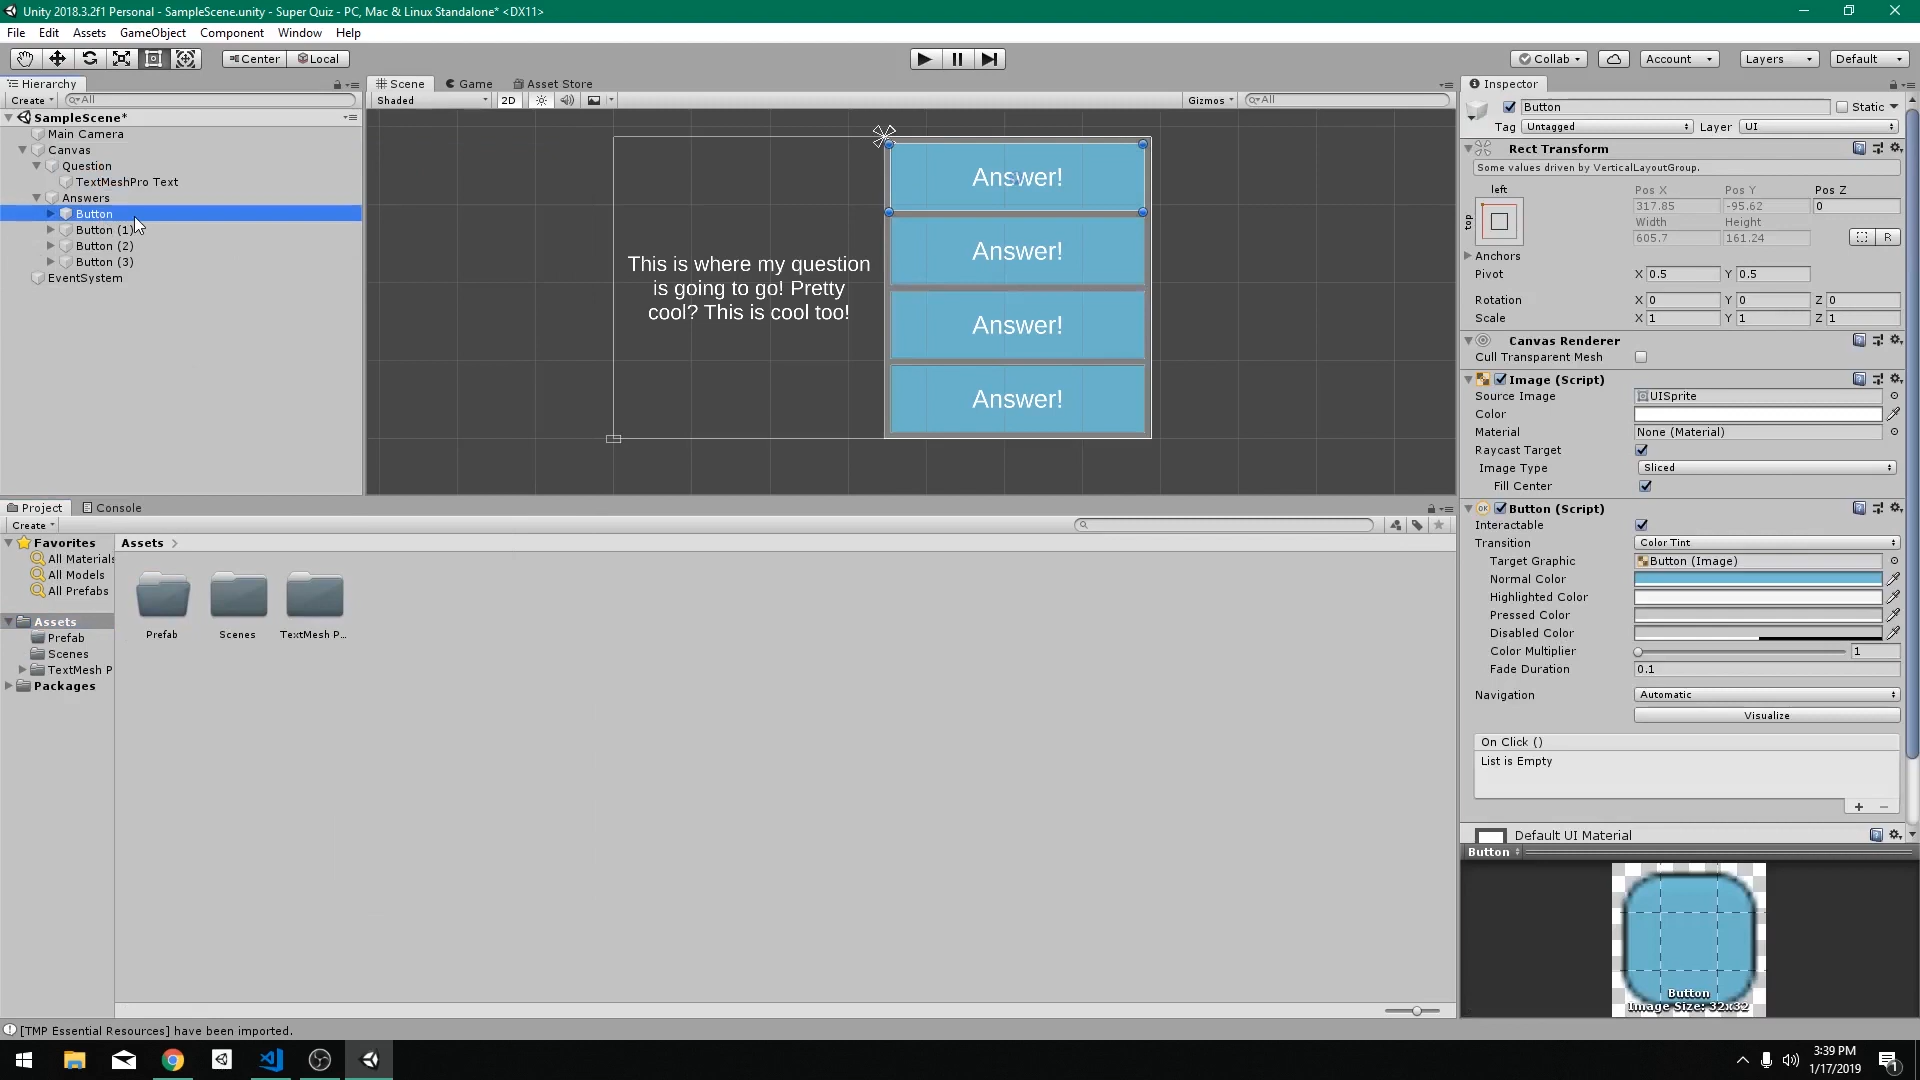 Unity 2018.3.2f1 Personal - SampleScene.unity - Super Quiz - PC, Mac & Linux Standalone* <DX11>
File Edit Assets GameObject Component Window Help
Center Local Collab Account Layers Default
Hierarchy
Create All
SampleScene*
Main Camera
Canvas
Question
TextMeshPro Text
Answers
Button
Button (1)
Button (2)
Button (3)
EventSystem
Scene Game Asset Store
Shaded 2D Gizmos All
This is where my question
is going to go! Pretty
cool? This is cool too!
Answer!
Answer!
Answer!
Answer!
Inspector
Button Static
Tag Untagged Layer UI
Rect Transform
Some values driven by VerticalLayoutGroup.
left Pos X Pos Y Pos Z
top 317.85 -95.62 0
Width Height
605.7 161.24 R
Anchors
Pivot X 0.5 Y 0.5
Rotation X 0 Y 0 Z 0
Scale X 1 Y 1 Z 1
Canvas Renderer
Cull Transparent Mesh
Image (Script)
Source Image UISprite
Color
Material None (Material)
Raycast Target
Image Type Sliced
Fill Center
OK Button (Script)
Interactable
Transition Color Tint
Target Graphic Button (Image)
Normal Color
Highlighted Color
Pressed Color
Disabled Color
Color Multiplier 1
Fade Duration 0.1
Navigation Automatic
Visualize
On Click ()
List is Empty
+ −
Default UI Material
Button
Button
Image Size: 32x32
Project Console
Create
Favorites
All Materials
All Models
All Prefabs
Assets
Prefab
Scenes
TextMesh P
Packages
Assets
Prefab Scenes TextMesh P...
[TMP Essential Resources] have been imported.
3:39 PM
1/17/2019
1